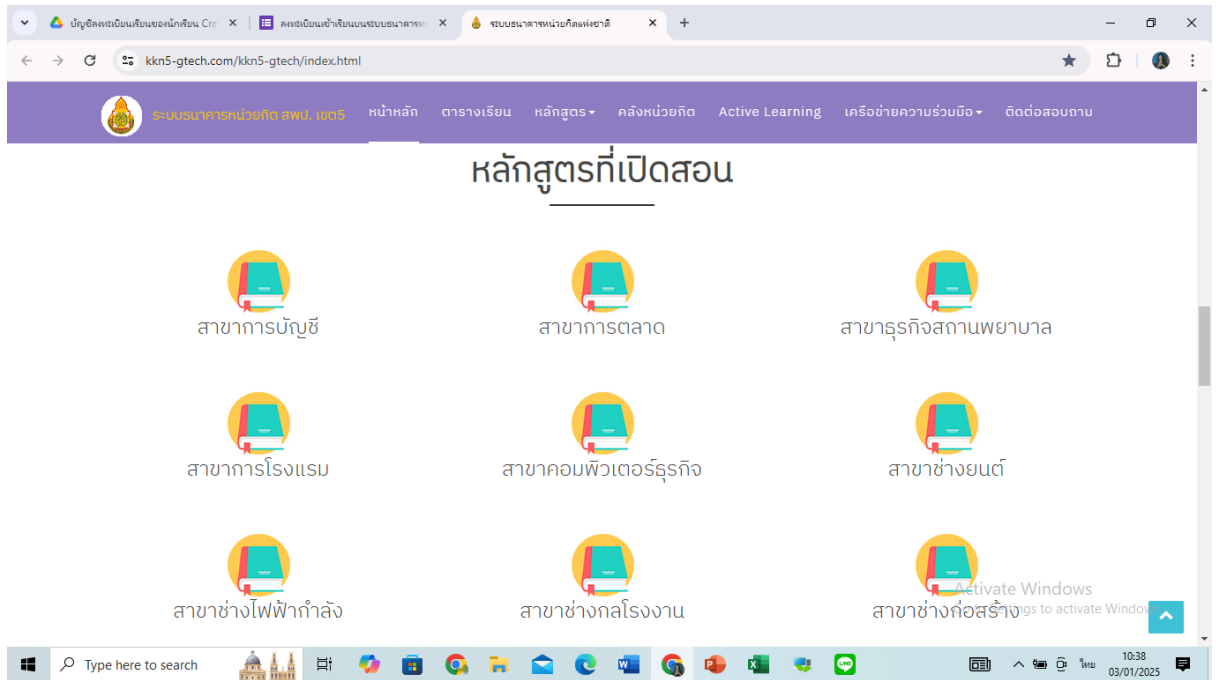 บัญชีลงทะเบียนเรียนของนักเรียน Cre
ลงทะเบียนเข้าเรียนบนระบบธนาคารหน่
ระบบธนาคารหน่วยกิตแห่งชาติ
kkn5-gtech.com/kkn5-gtech/index.html
ระบบธนาคารหน่วยกิต สพป. เขต5 หน้าหลัก ตารางเรียน หลักสูตร คลังหน่วยกิต Active Learning เครือข่ายความร่วมมือ ติดต่อสอบถาม
หลักสูตรที่เปิดสอน
สาขาการบัญชี สาขาการตลาด สาขาธุรกิจสถานพยาบาล
สาขาการโรงแรม สาขาคอมพิวเตอร์ธุรกิจ สาขาช่างยนต์
สาขาช่างไฟฟ้ากำลัง สาขาช่างกลโรงงาน สาขาช่างก่อสร้าง
Activate Windows
ttings to activate Window
Type here to search
ไทย
10:38
03/01/2025